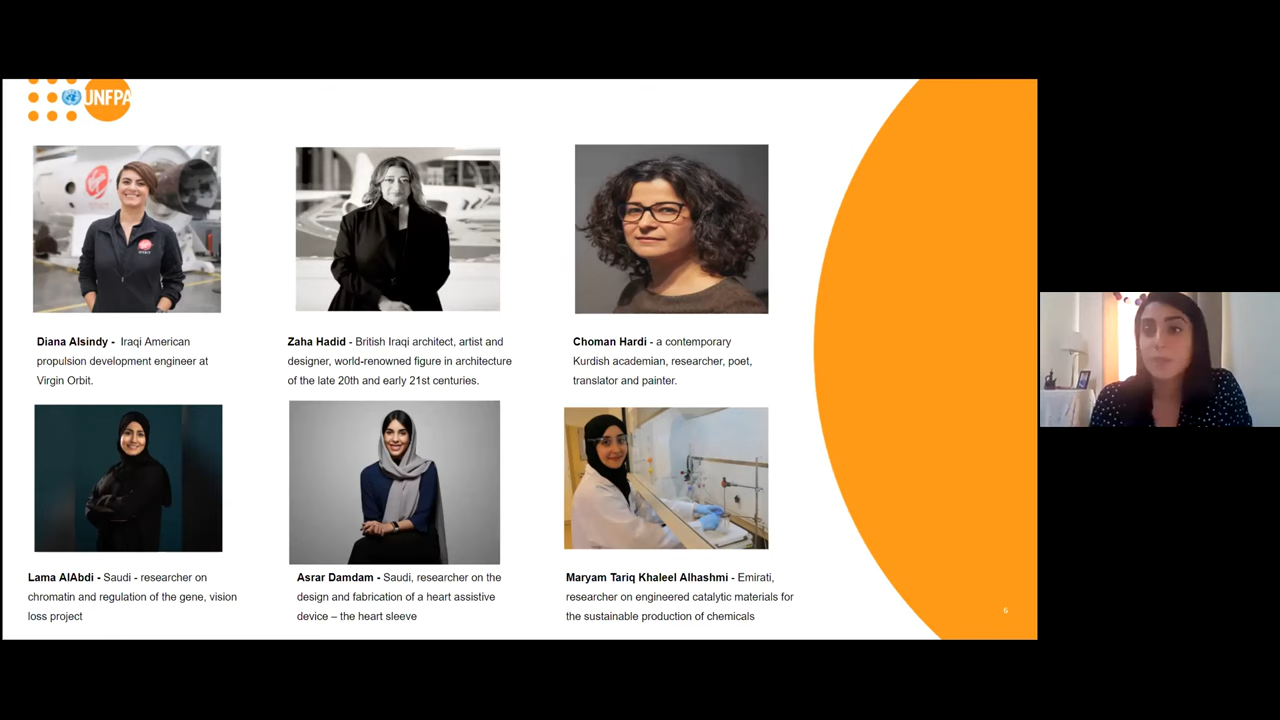 UNFPA
Diana Alsindy - Iraqi American
propulsion development engineer at
Virgin Orbit.
Zaha Hadid - British Iraqi architect, artist and
designer, world-renowned figure in architecture
of the late 20th and early 21st centuries.
Choman Hardi - a contemporary
Kurdish academian, researcher, poet,
translator and painter.
Lama AlAbdi - Saudi - researcher on
chromatin and regulation of the gene, vision
loss project
Asrar Damdam - Saudi, researcher on the
design and fabrication of a heart assistive
device – the heart sleeve
Maryam Tariq Khaleel Alhashmi - Emirati,
researcher on engineered catalytic materials for
the sustainable production of chemicals
6